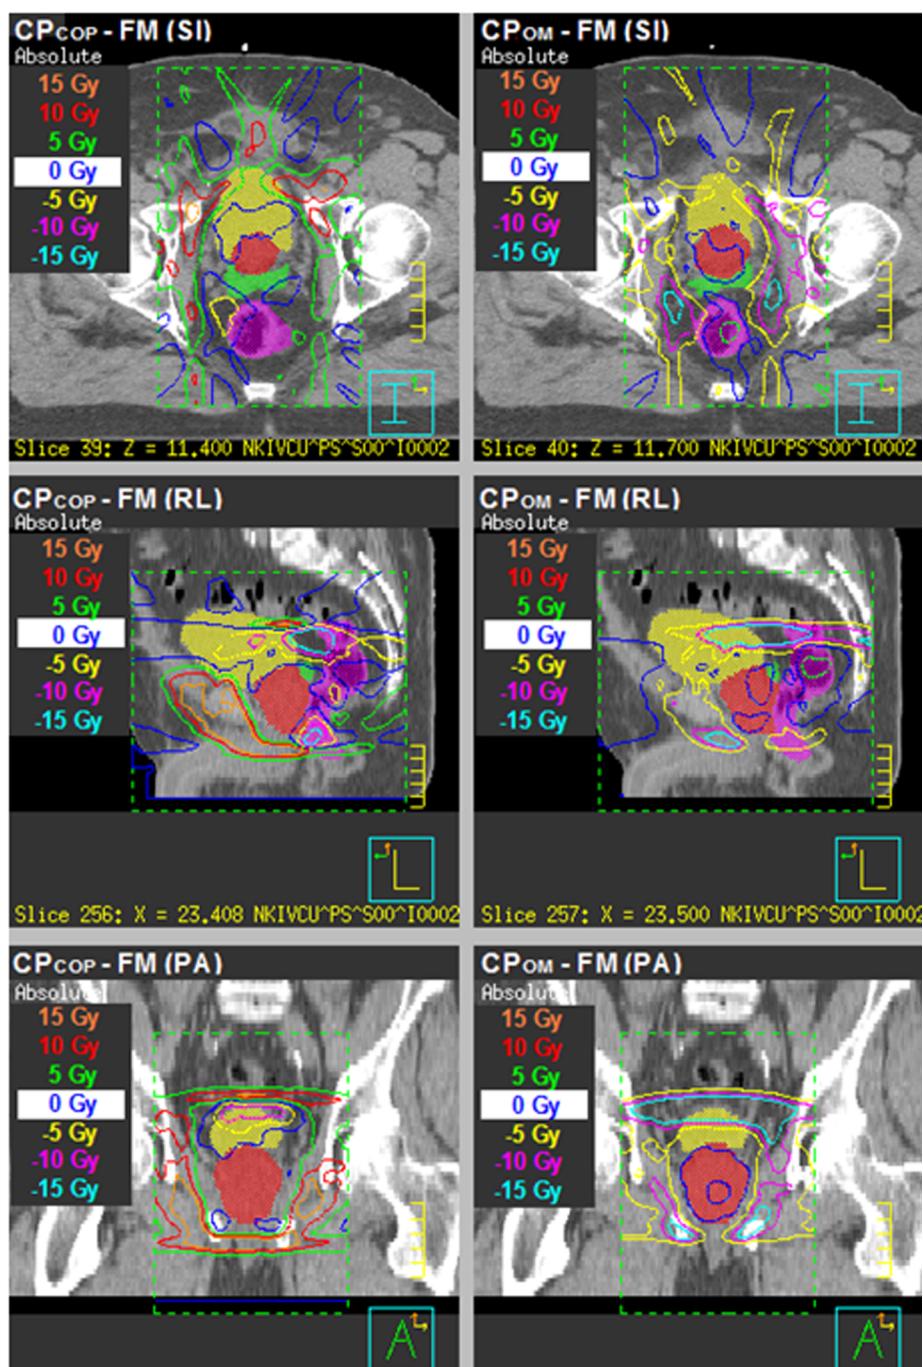 CPCOP - FM (SI)
Absolute
15 Gy
10 Gy
5 Gy
0 Gy
-5 Gy
-10 Gy
-15 Gy
I
Slice 39: Z = 11.400 NKIVCU^PS^S00^I0002
CPOM - FM (SI)
Absolute
15 Gy
10 Gy
5 Gy
0 Gy
-5 Gy
-10 Gy
-15 Gy
I
Slice 40: Z = 11.700 NKIVCU^PS^S00^I0002
CPCOP - FM (RL)
Absolute
15 Gy
10 Gy
5 Gy
0 Gy
-5 Gy
-10 Gy
-15 Gy
L
Slice 256: X = 23.408 NKIVCU^PS^S00^I0002
CPOM - FM (RL)
Absolute
15 Gy
10 Gy
5 Gy
0 Gy
-5 Gy
-10 Gy
-15 Gy
L
Slice 257: X = 23.500 NKIVCU^PS^S00^I0002
CPCOP - FM (PA)
Absolute
15 Gy
10 Gy
5 Gy
0 Gy
-5 Gy
-10 Gy
-15 Gy
A
CPOM - FM (PA)
Absolute
15 Gy
10 Gy
5 Gy
0 Gy
-5 Gy
-10 Gy
-15 Gy
A